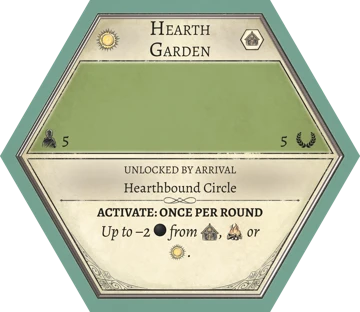 HEARTH
GARDEN
5 5
UNLOCKED BY ARRIVAL
Hearthbound Circle
ACTIVATE: ONCE PER ROUND
Up to –2 from , or
.